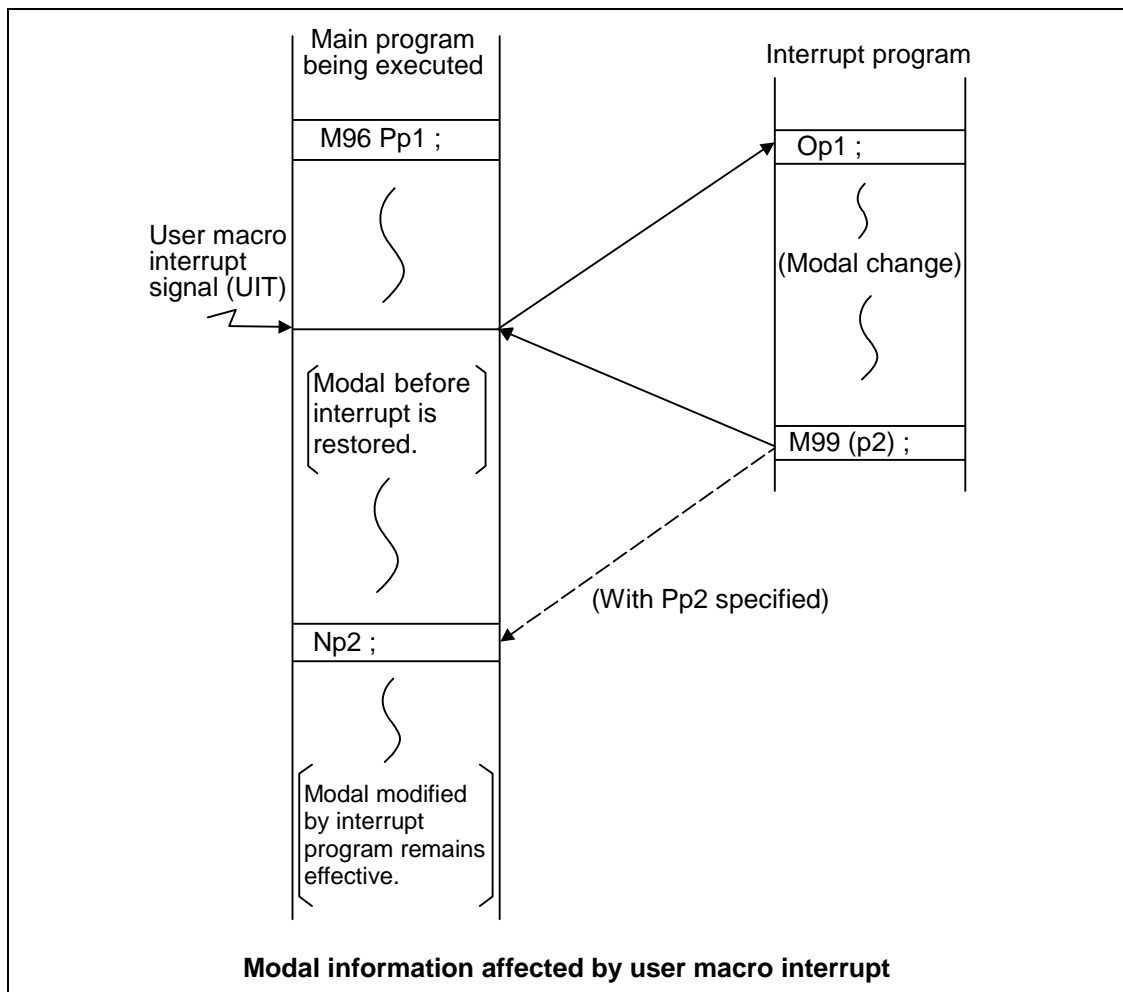 Main program
being executed
Interrupt program
M96 Pp1 ;
Op1 ;
User macro
interrupt
signal (UIT)
(Modal change)
Modal before
interrupt is
restored.
M99 (p2) ;
(With Pp2 specified)
Np2 ;
Modal modified
by interrupt
program remains
effective.
Modal information affected by user macro interrupt